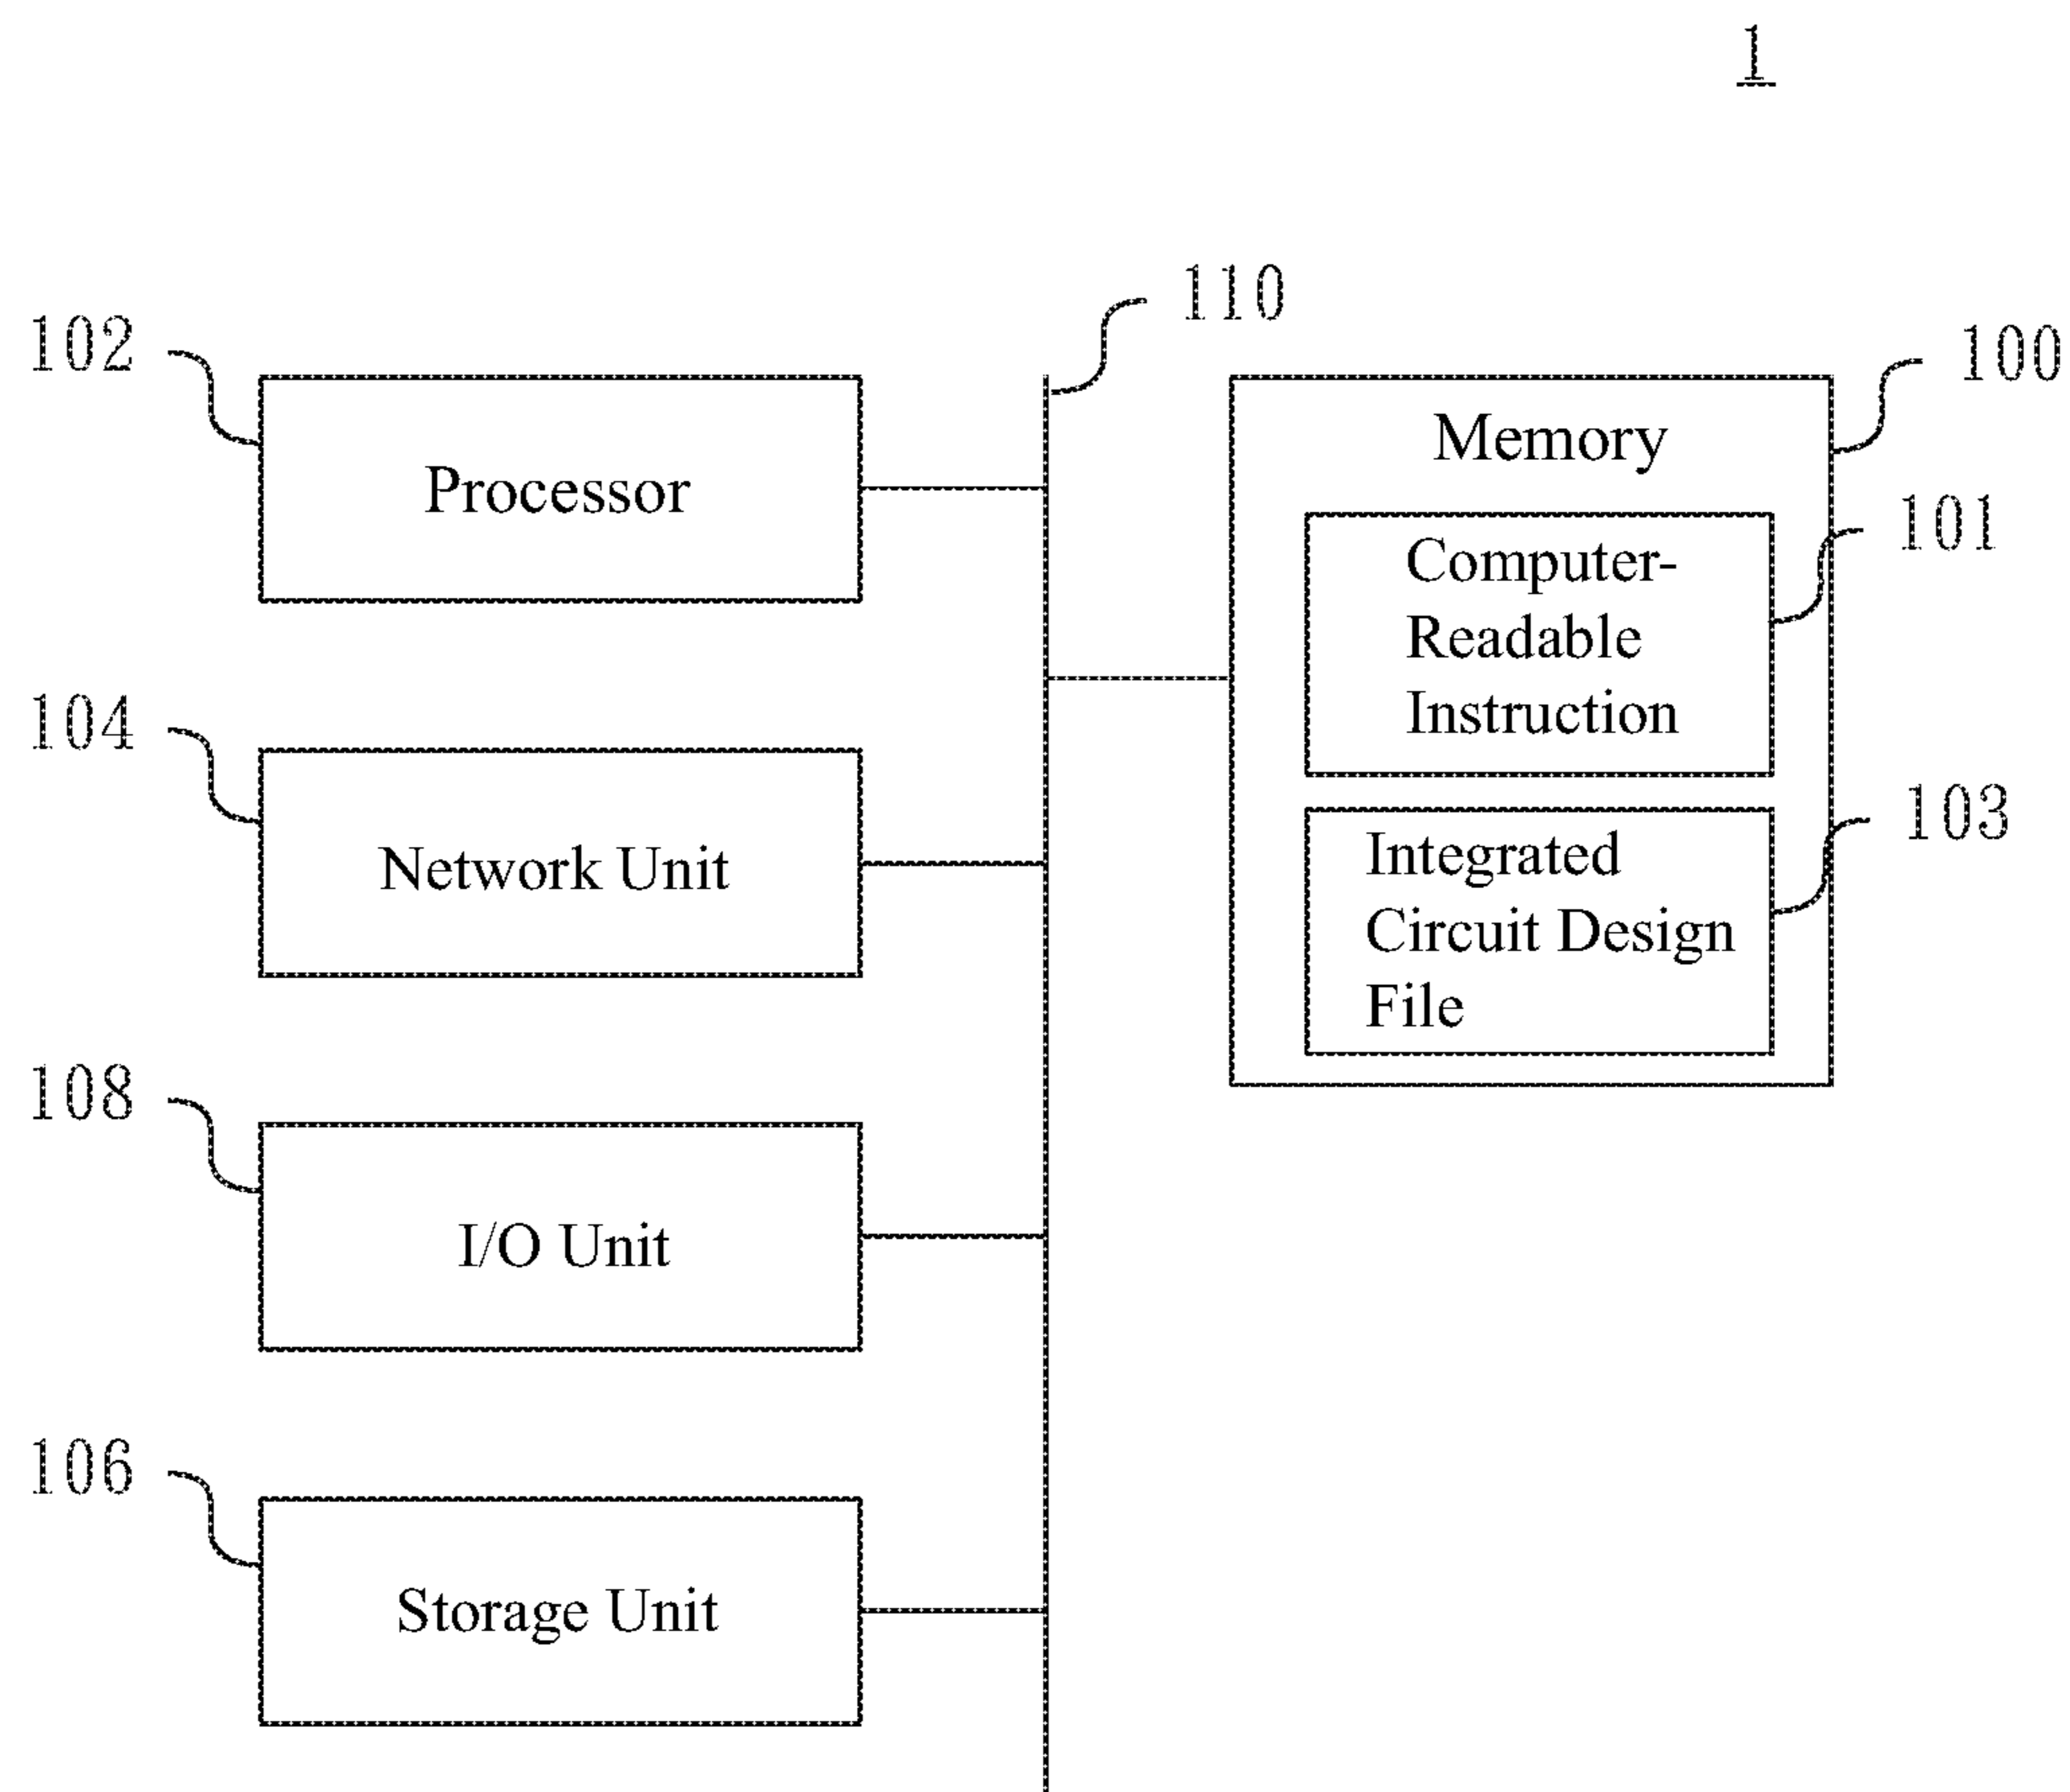 1
110
102
100
Memory
Processor
101
Computer-
Readable
Instruction
104
103
Integrated
Network Unit
Circuit Design
File
108
I/O Unit
106
Storage Unit